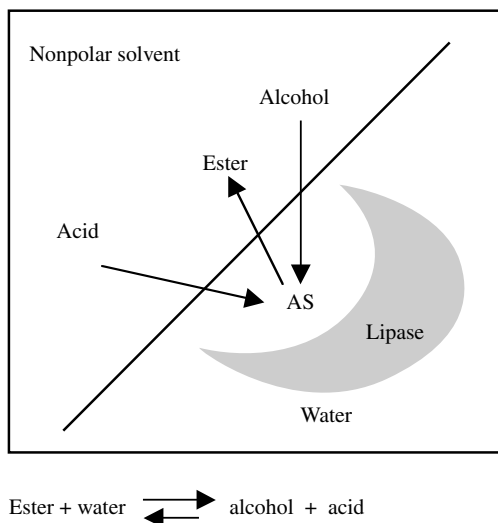 Nonpolar solvent
Alcohol
Ester
Acid
AS
Lipase
Water
Ester + water alcohol + acid